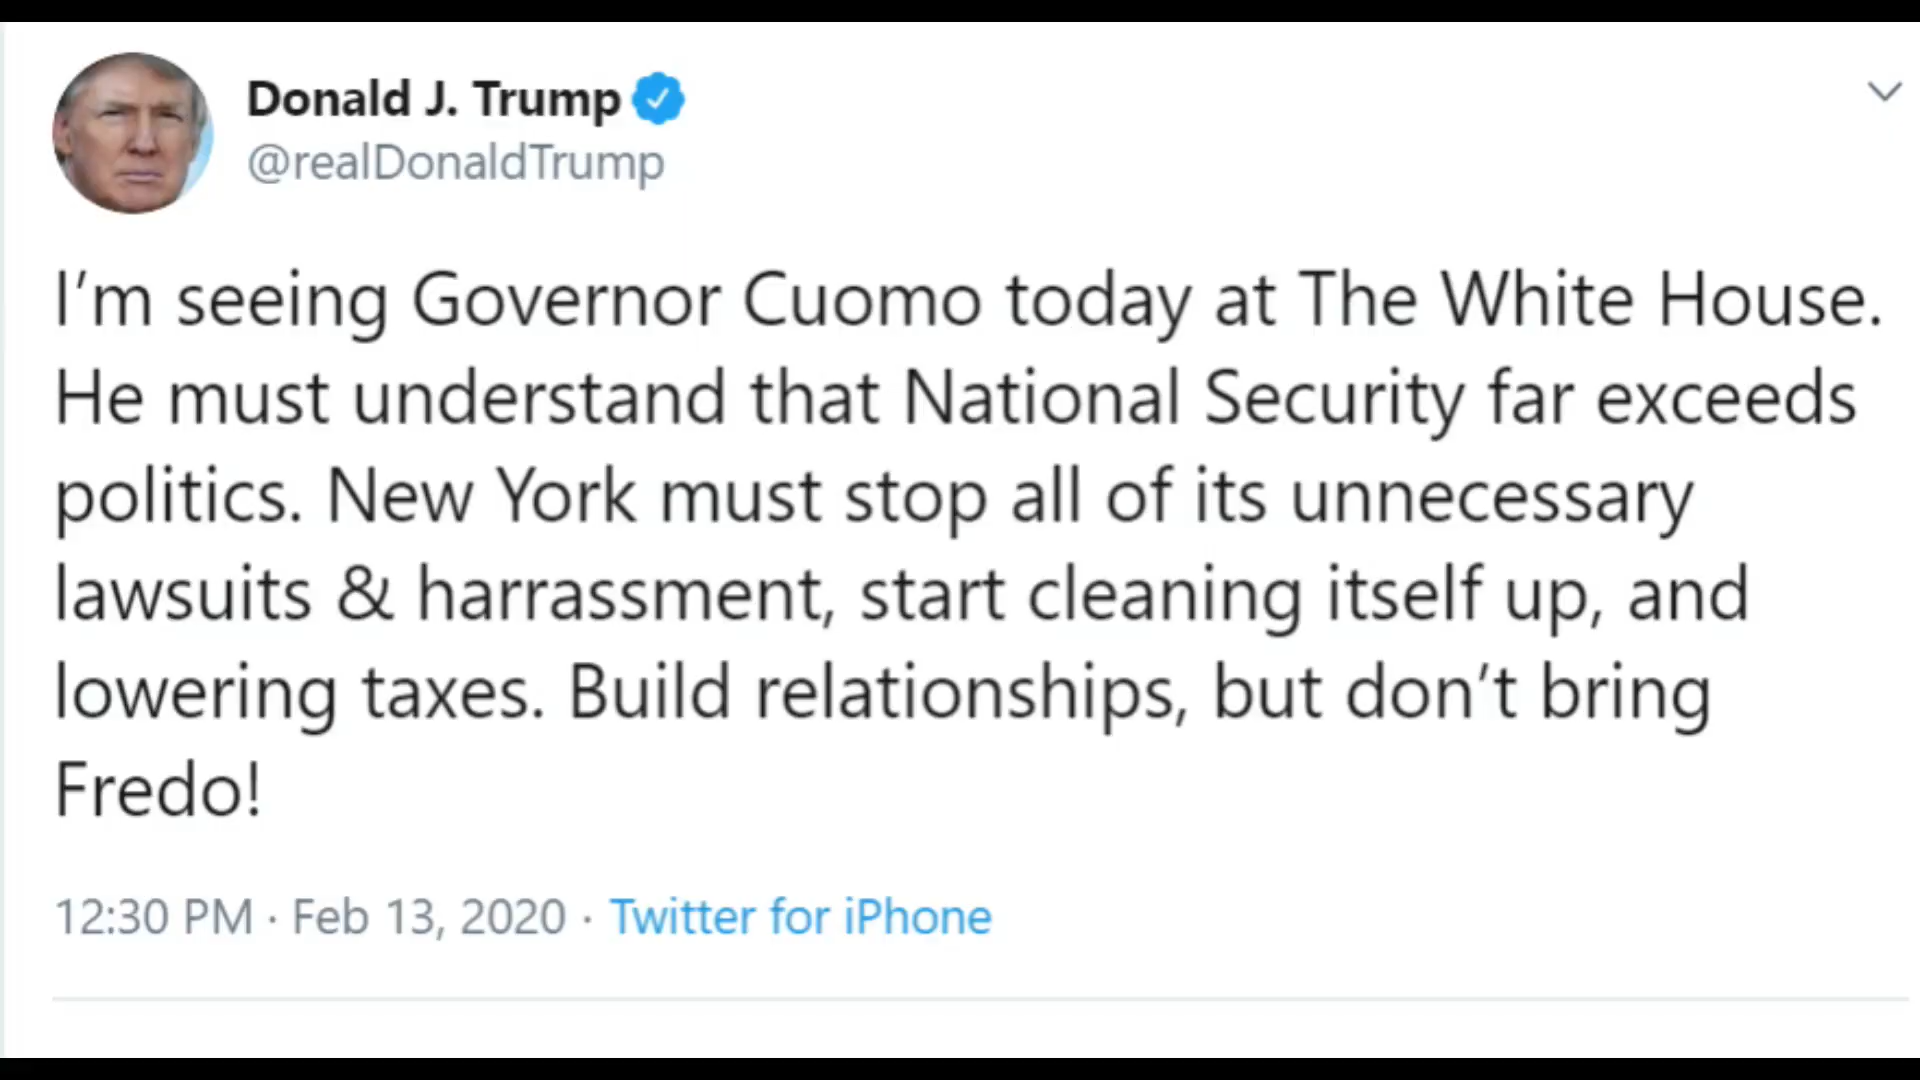 Donald J. Trump
@realDonaldTrump
I’m seeing Governor Cuomo today at The White House.
He must understand that National Security far exceeds
politics. New York must stop all of its unnecessary
lawsuits & harrassment, start cleaning itself up, and
lowering taxes. Build relationships, but don’t bring
Fredo!
12:30 PM · Feb 13, 2020 · Twitter for iPhone